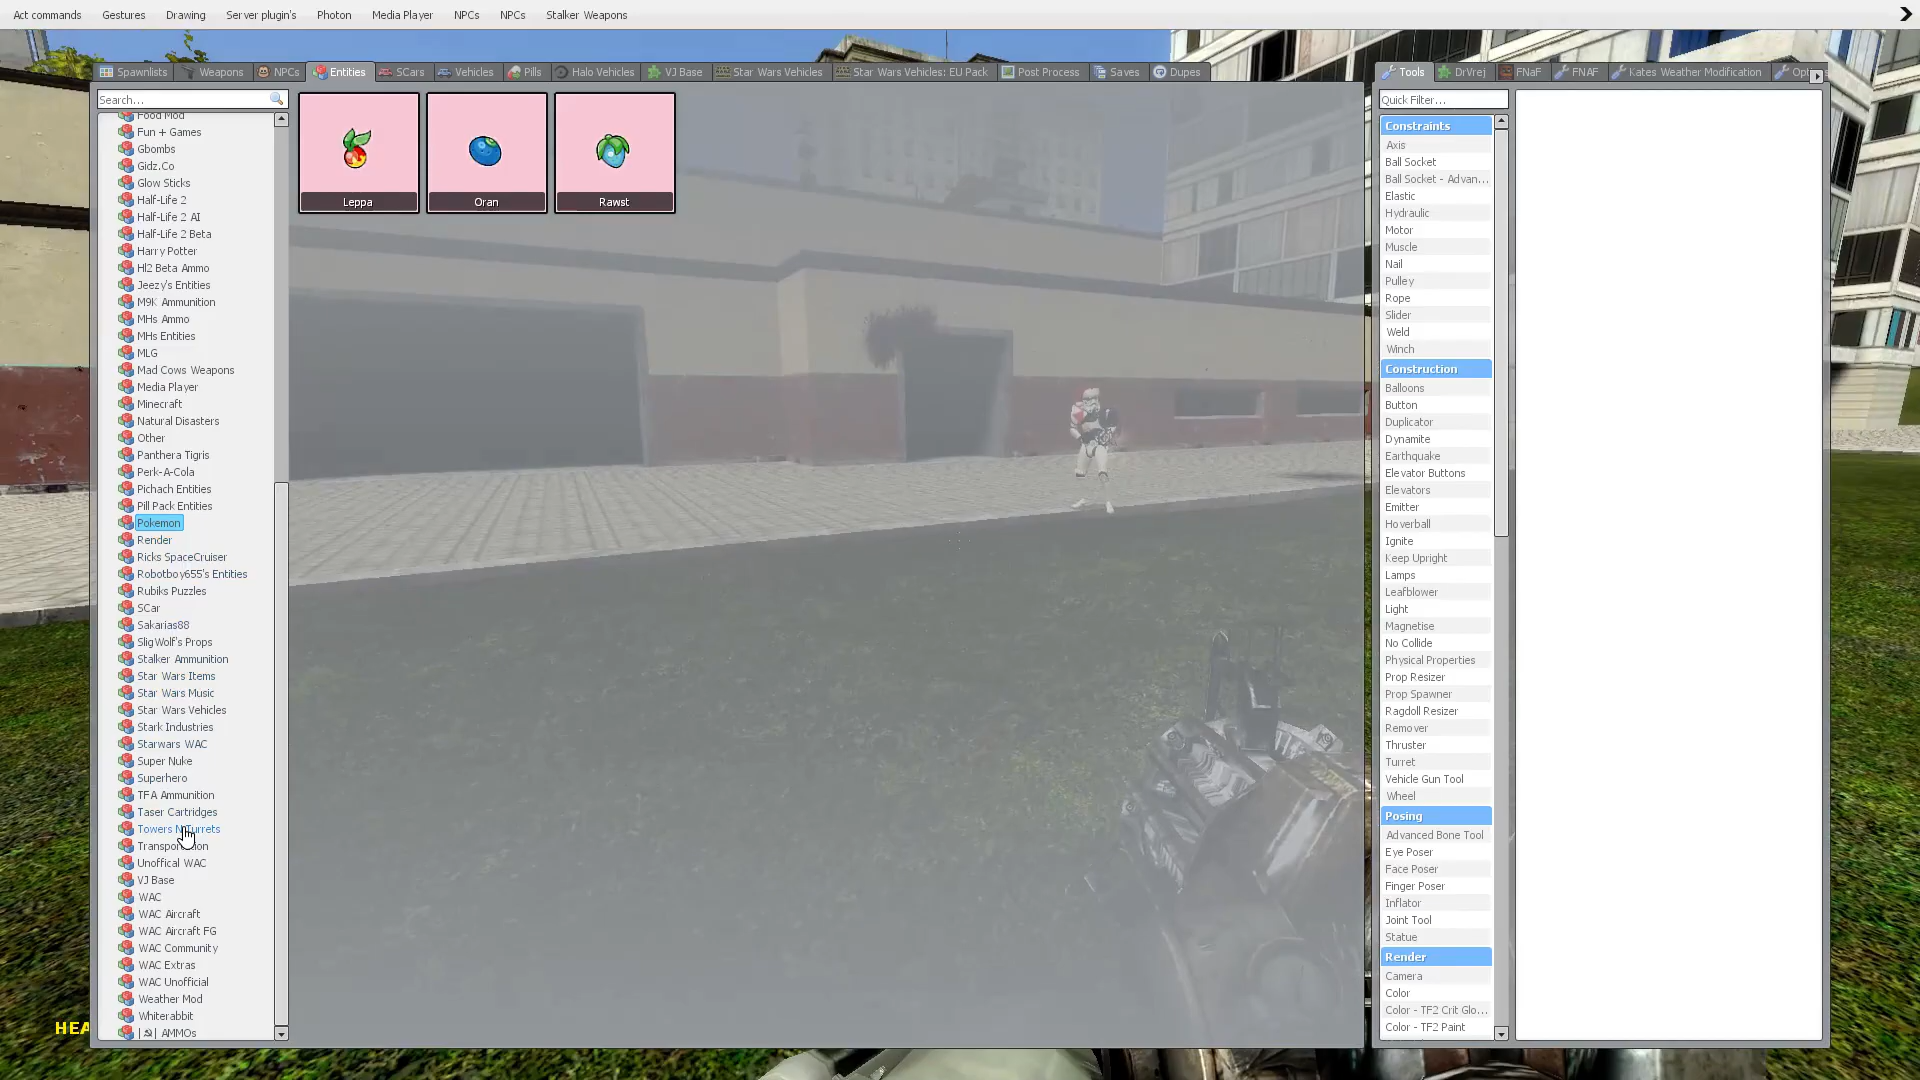 Act commands Gestures Drawing Server plugin's Photon Media Player NPCs NPCs Stalker Weapons
Spawnlists Weapons NPCs Entities SCars Vehicles Pills Halo Vehicles VJ Base Star Wars Vehicles Star Wars Vehicles: EU Pack Post Process Saves Dupes
Tools DrVrej FNaF FNAF Kates Weather Modification
Search...
Food Mod
Fun + Games
Gbombs
Gidz.Co
Glow Sticks
Half-Life 2
Half-Life 2 AI
Half-Life 2 Beta
Harry Potter
Hl2 Beta Ammo
Jeezy's Entities
M9K Ammunition
MHs Ammo
MHs Entities
MLG
Mad Cows Weapons
Media Player
Minecraft
Natural Disasters
Other
Panthera Tigris
Perk-A-Cola
Pichach Entities
Pill Pack Entities
Pokemon
Render
Ricks SpaceCruiser
Robotboy655's Entities
Rubiks Puzzles
SCar
Sakarias88
SligWolf's Props
Stalker Ammunition
Star Wars Items
Star Wars Music
Star Wars Vehicles
Stark Industries
Starwars WAC
Super Nuke
Superhero
TFA Ammunition
Taser Cartridges
Towers N Turrets
Transportation
Unoffical WAC
VJ Base
WAC
WAC Aircraft
WAC Aircraft FG
WAC Community
WAC Extras
WAC Unofficial
Weather Mod
Whiterabbit
AMMOs
Leppa Oran Rawst
Quick Filter...
Constraints
Axis
Ball Socket
Ball Socket - Advan...
Elastic
Hydraulic
Motor
Muscle
Nail
Pulley
Rope
Slider
Weld
Winch
Construction
Balloons
Button
Duplicator
Dynamite
Earthquake
Elevator Buttons
Elevators
Emitter
Hoverball
Ignite
Keep Upright
Lamps
Leafblower
Light
Magnetise
No Collide
Physical Properties
Prop Resizer
Prop Spawner
Ragdoll Resizer
Remover
Thruster
Turret
Vehicle Gun Tool
Wheel
Posing
Advanced Bone Tool
Eye Poser
Face Poser
Finger Poser
Inflator
Joint Tool
Statue
Render
Camera
Color
Color - TF2 Crit Glo...
Color - TF2 Paint
HEA